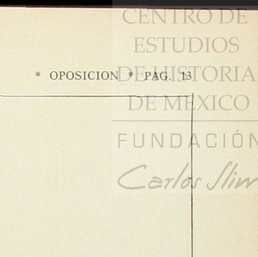 CENTRO DE
ESTUDIOS
* OPOSICION * PAG. 13
DE HISTORIA
DE MEXICO
FUNDACIÓN
Carlos Slim